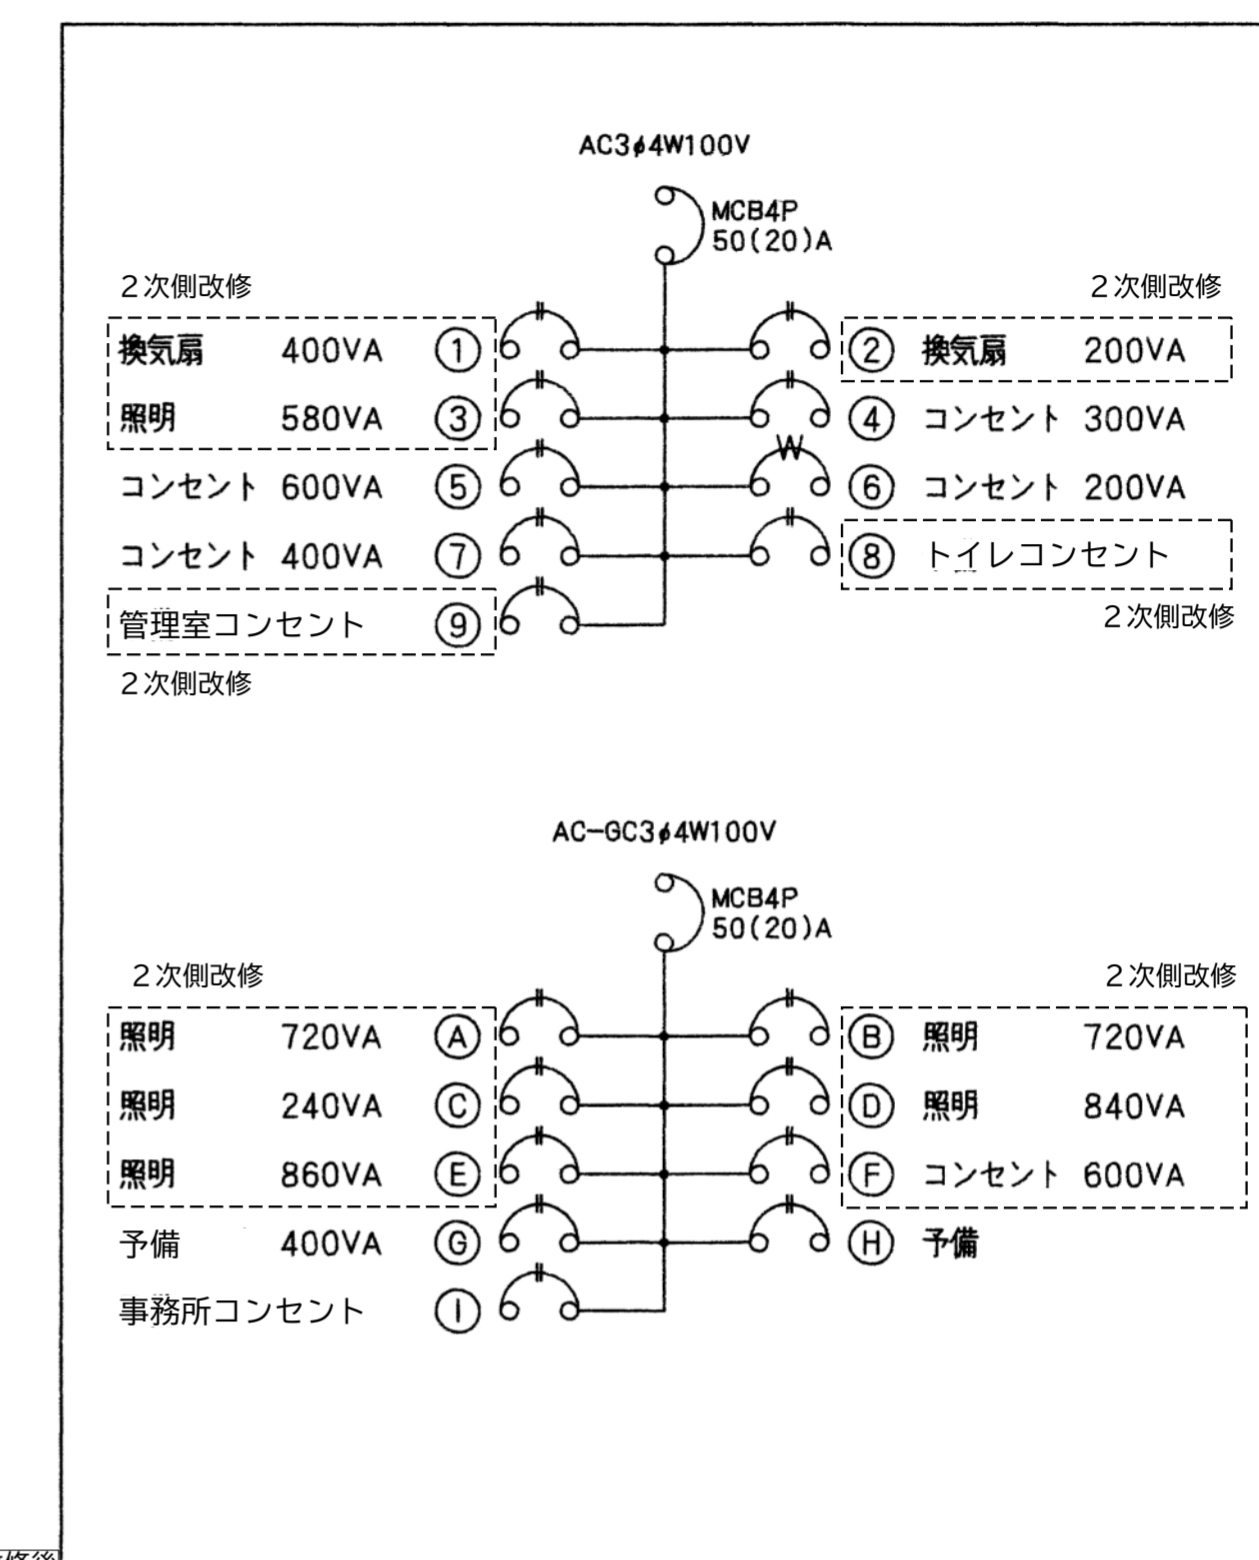 AC3φ4W100V
MCB4P
50(20)A
2次側改修 2次側改修
換気扇 400VA ① ② 換気扇 200VA
照明 580VA ③ ④ コンセント 300VA
W
コンセント 600VA ⑤ ⑥ コンセント 200VA
コンセント 400VA ⑦ ⑧ トイレコンセント
管理室コンセント ⑨ 2次側改修
2次側改修
AC-GC3φ4W100V
MCB4P
50(20)A
2次側改修 2次側改修
照明 720VA Ⓐ Ⓑ 照明 720VA
照明 240VA Ⓒ Ⓓ 照明 840VA
照明 860VA Ⓔ Ⓕ コンセント 600VA
予備 400VA Ⓖ Ⓗ 予備
事務所コンセント Ⓘ